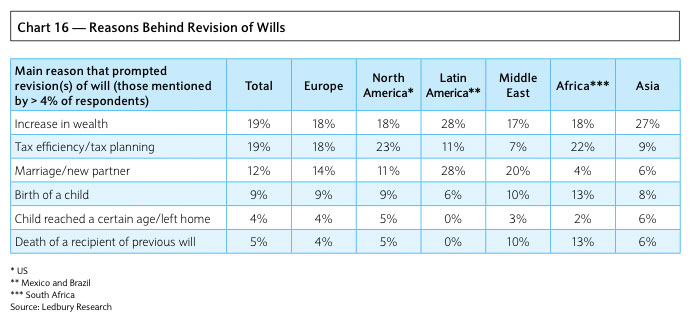 Chart 16 — Reasons Behind Revision of Wills
Main reason that prompted
revision(s) of will (those mentioned
by > 4% of respondents)
Total
Europe
North
America*
Latin
America**
Middle
East
Africa***
Asia
Increase in wealth 19% 18% 18% 28% 17% 18% 27%
Tax efficiency/tax planning 19% 18% 23% 11% 7% 22% 9%
Marriage/new partner 12% 14% 11% 28% 20% 4% 6%
Birth of a child 9% 9% 9% 6% 10% 13% 8%
Child reached a certain age/left home 4% 4% 5% 0% 3% 2% 6%
Death of a recipient of previous will 5% 4% 5% 0% 10% 13% 6%
* US
** Mexico and Brazil
*** South Africa
Source: Ledbury Research